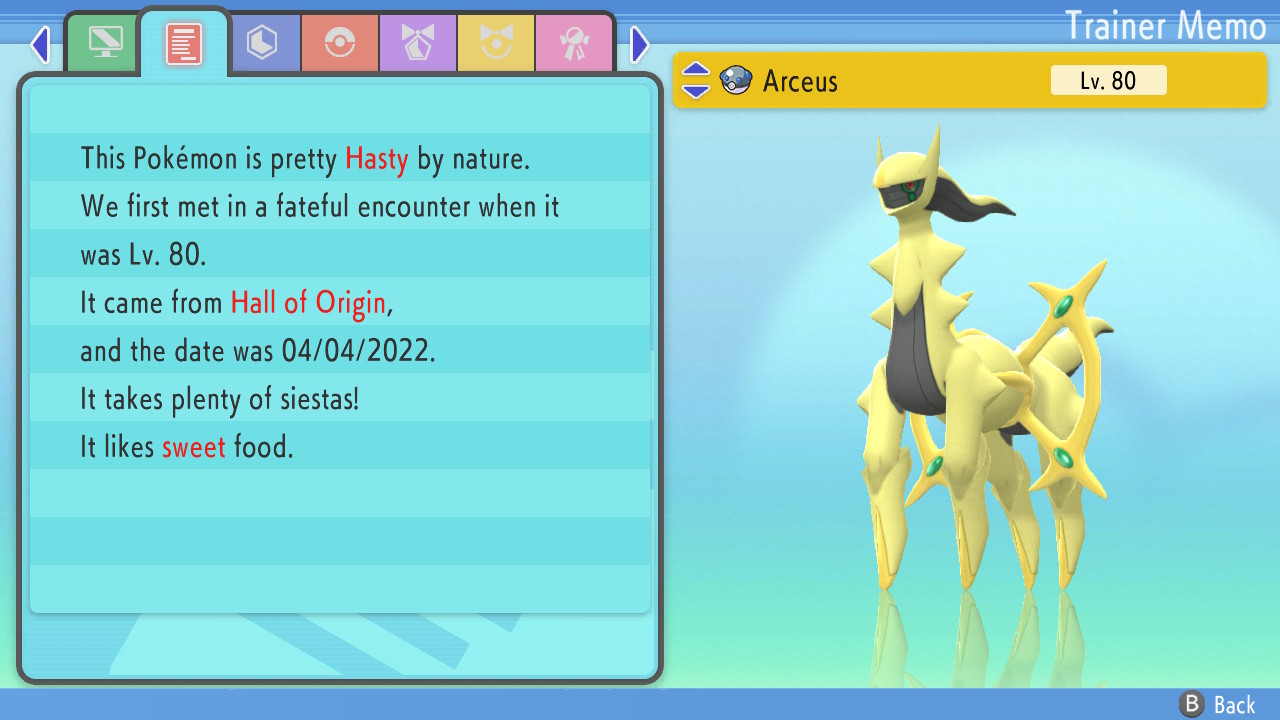 Trainer Memo
Arceus
Lv. 80
This Pokémon is pretty Hasty by nature.
We first met in a fateful encounter when it
was Lv. 80.
It came from Hall of Origin,
and the date was 04/04/2022.
It takes plenty of siestas!
It likes sweet food.
B Back